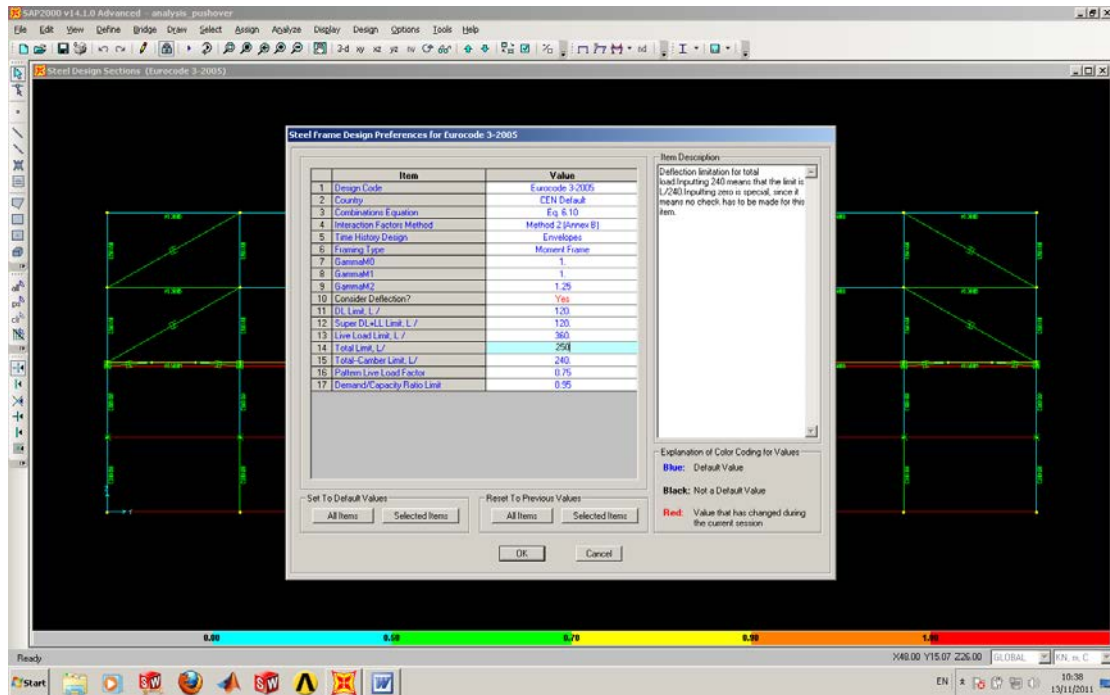 SAP2000 v14.1.0 Advanced - analysis_pushover
File Edit View Define Bridge Draw Select Assign Analyze Display Design Options Tools Help
3-d xy xz yz nv
Steel Design Sections (Eurocode 3-2005)
Steel Frame Design Preferences for Eurocode 3-2005
Item Value
1 Design Code Eurocode 3-2005
2 Country CEN Default
3 Combinations Equation Eq. 6.10
4 Interaction Factors Method Method 2 (Annex B)
5 Time History Design Envelopes
6 Framing Type Moment Frame
7 GammaM0 1.
8 GammaM1 1.
9 GammaM2 1.25
10 Consider Deflection? Yes
11 DL Limit, L / 120.
12 Super DL+LL Limit, L / 120.
13 Live Load Limit, L / 360.
14 Total Limit, L/ 250
15 Total-Camber Limit, L/ 240.
16 Pattern Live Load Factor 0.75
17 Demand/Capacity Ratio Limit 0.95
Item Description
Deflection limitation for total
load.Inputting 240 means that the limit is
L/240.Inputting zero is special, since it
means no check has to be made for this
item.
Explanation of Color Coding for Values
Blue: Default Value
Black: Not a Default Value
Red: Value that has changed during
the current session
Set To Default Values
All Items Selected Items
Reset To Previous Values
All Items Selected Items
OK Cancel
0.00 0.50 0.70 0.90 1.00
Ready
X48.00 Y15.07 Z26.00 GLOBAL KN, m, C
Start
EN 10:38
13/11/2011